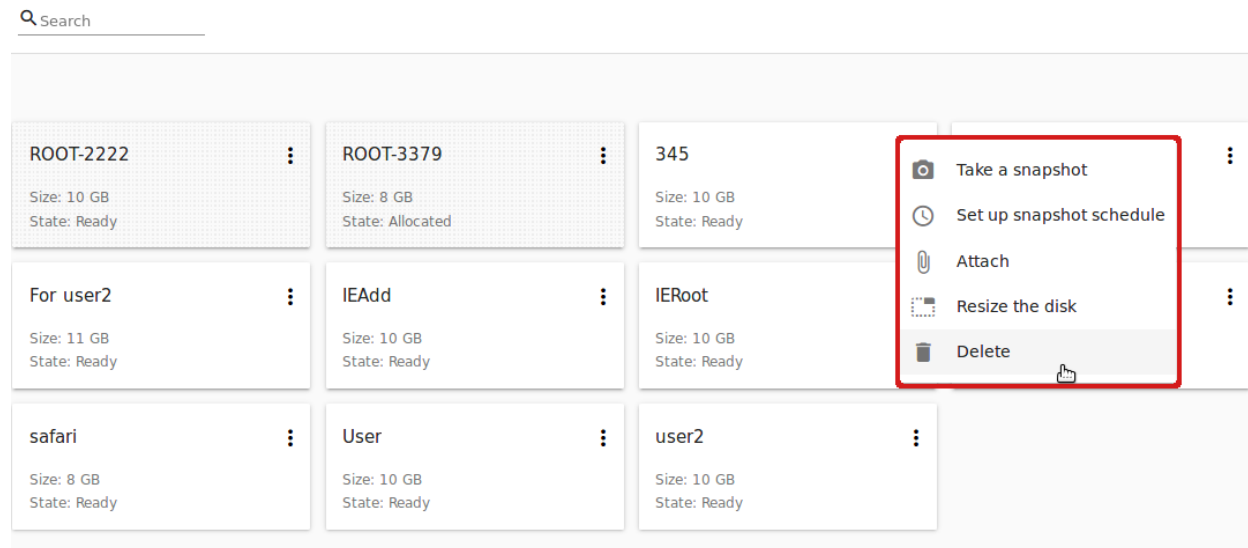 Search
ROOT-2222
Size: 10 GB
State: Ready
ROOT-3379
Size: 8 GB
State: Allocated
345
Size: 10 GB
State: Ready
Take a snapshot
Set up snapshot schedule
Attach
Resize the disk
Delete
For user2
Size: 11 GB
State: Ready
IEAdd
Size: 10 GB
State: Ready
IERoot
Size: 10 GB
State: Ready
safari
Size: 8 GB
State: Ready
User
Size: 10 GB
State: Ready
user2
Size: 10 GB
State: Ready